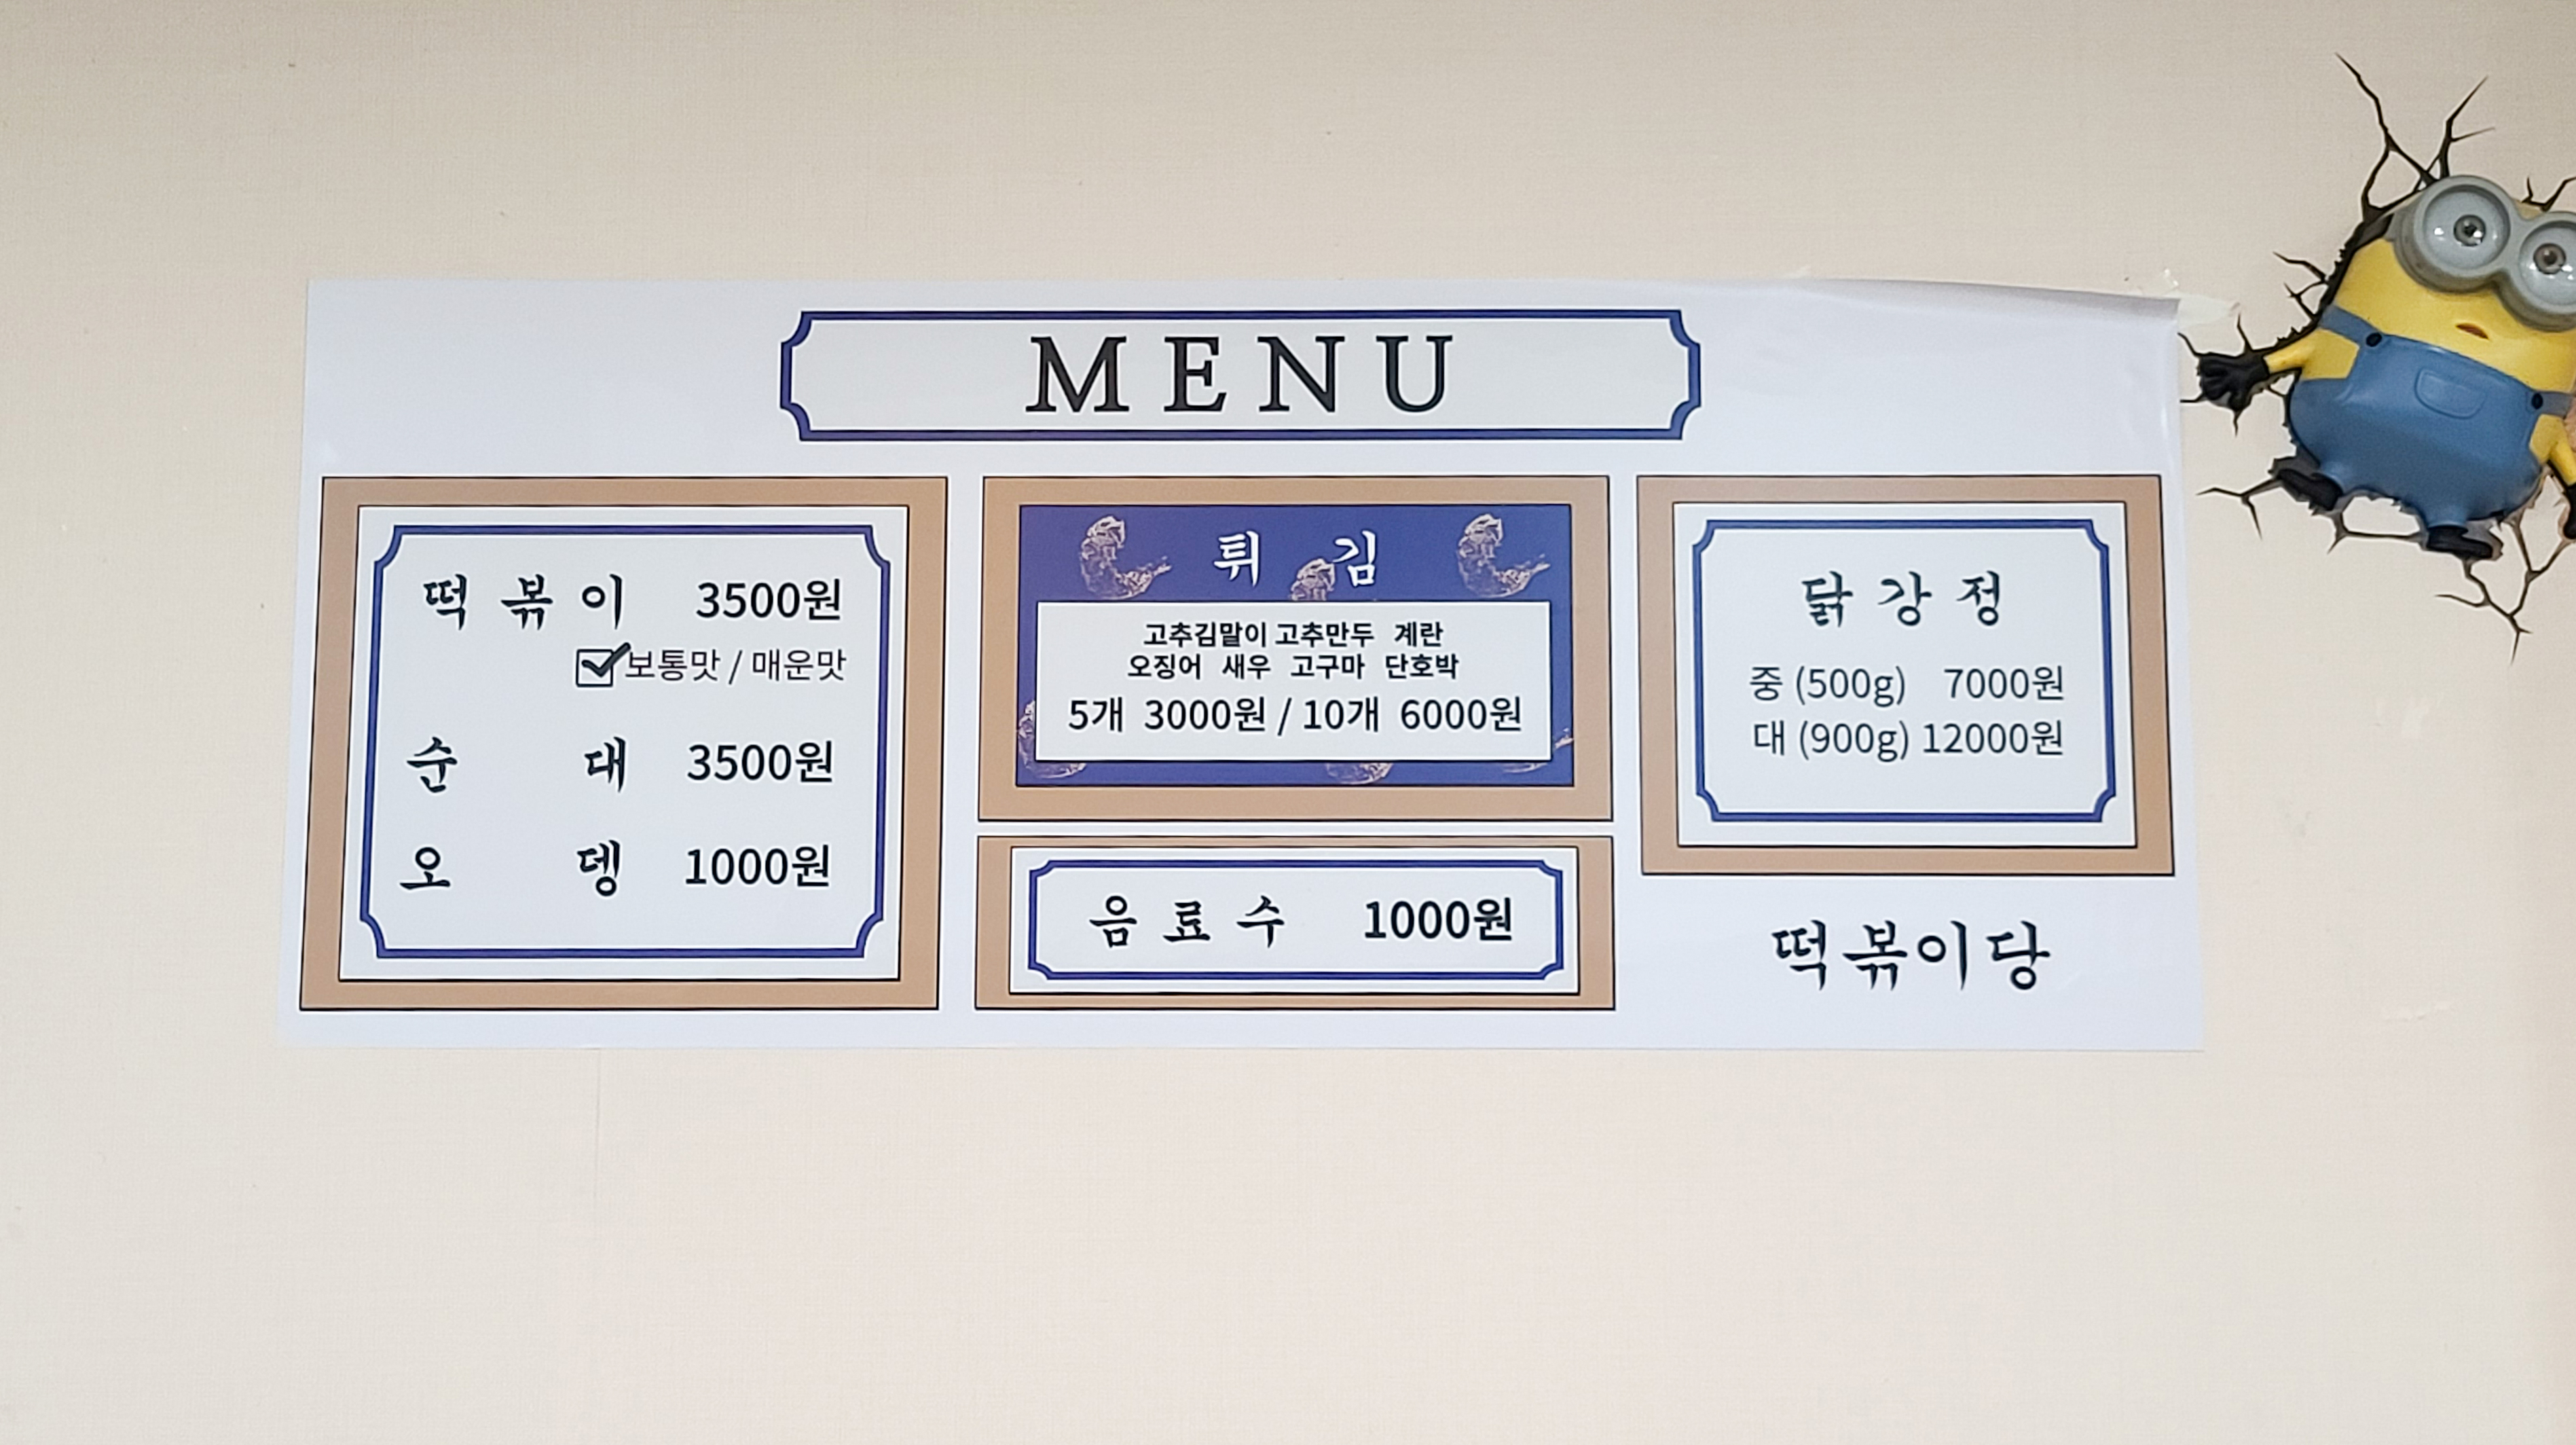 MENU
떡볶이 3500원
보통맛 / 매운맛
순대 3500원
오뎅 1000원
튀김
고추김말이 고추만두 계란
오징어 새우 고구마 단호박
5개 3000원 / 10개 6000원
음료수 1000원
닭강정
중 (500g) 7000원
대 (900g) 12000원
떡볶이당